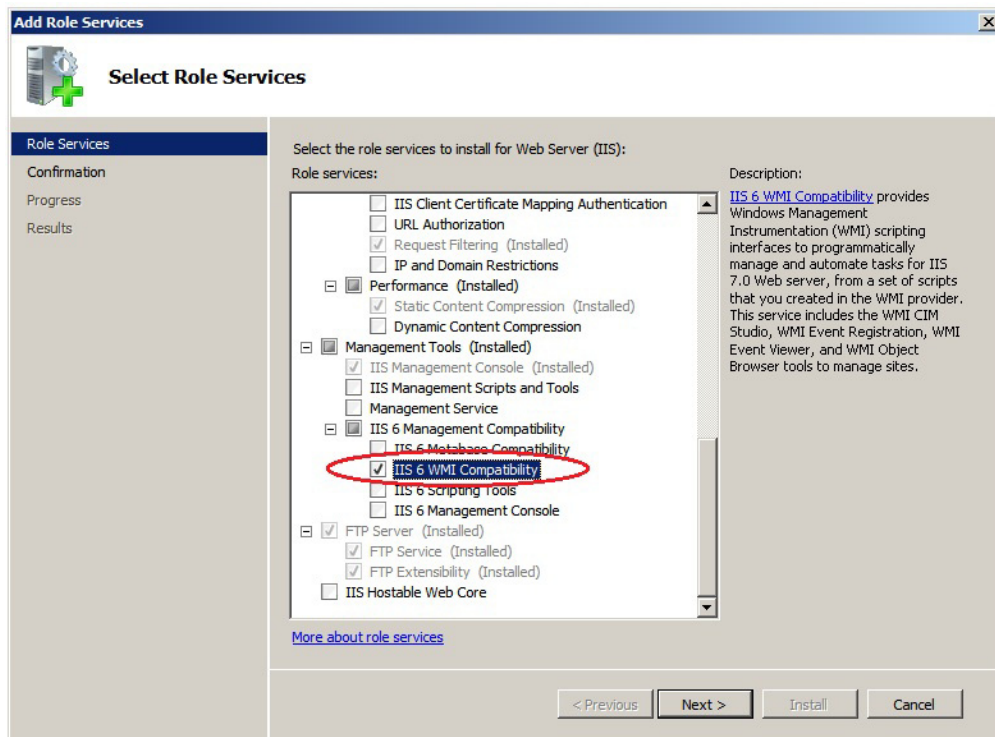 Add Role Services
Select Role Services
Role Services
Confirmation
Progress
Results
Select the role services to install for Web Server (IIS):
Role services:
IIS Client Certificate Mapping Authentication
URL Authorization
Request Filtering (Installed)
IP and Domain Restrictions
Performance (Installed)
Static Content Compression (Installed)
Dynamic Content Compression
Management Tools (Installed)
IIS Management Console (Installed)
IIS Management Scripts and Tools
Management Service
IIS 6 Management Compatibility
IIS 6 Metabase Compatibility
IIS 6 WMI Compatibility
IIS 6 Scripting Tools
IIS 6 Management Console
FTP Server (Installed)
FTP Service (Installed)
FTP Extensibility (Installed)
IIS Hostable Web Core
More about role services
Description:
IIS 6 WMI Compatibility provides
Windows Management
Instrumentation (WMI) scripting
interfaces to programmatically
manage and automate tasks for IIS
7.0 Web server, from a set of scripts
that you created in the WMI provider.
This service includes the WMI CIM
Studio, WMI Event Registration, WMI
Event Viewer, and WMI Object
Browser tools to manage sites.
< Previous
Next >
Install
Cancel